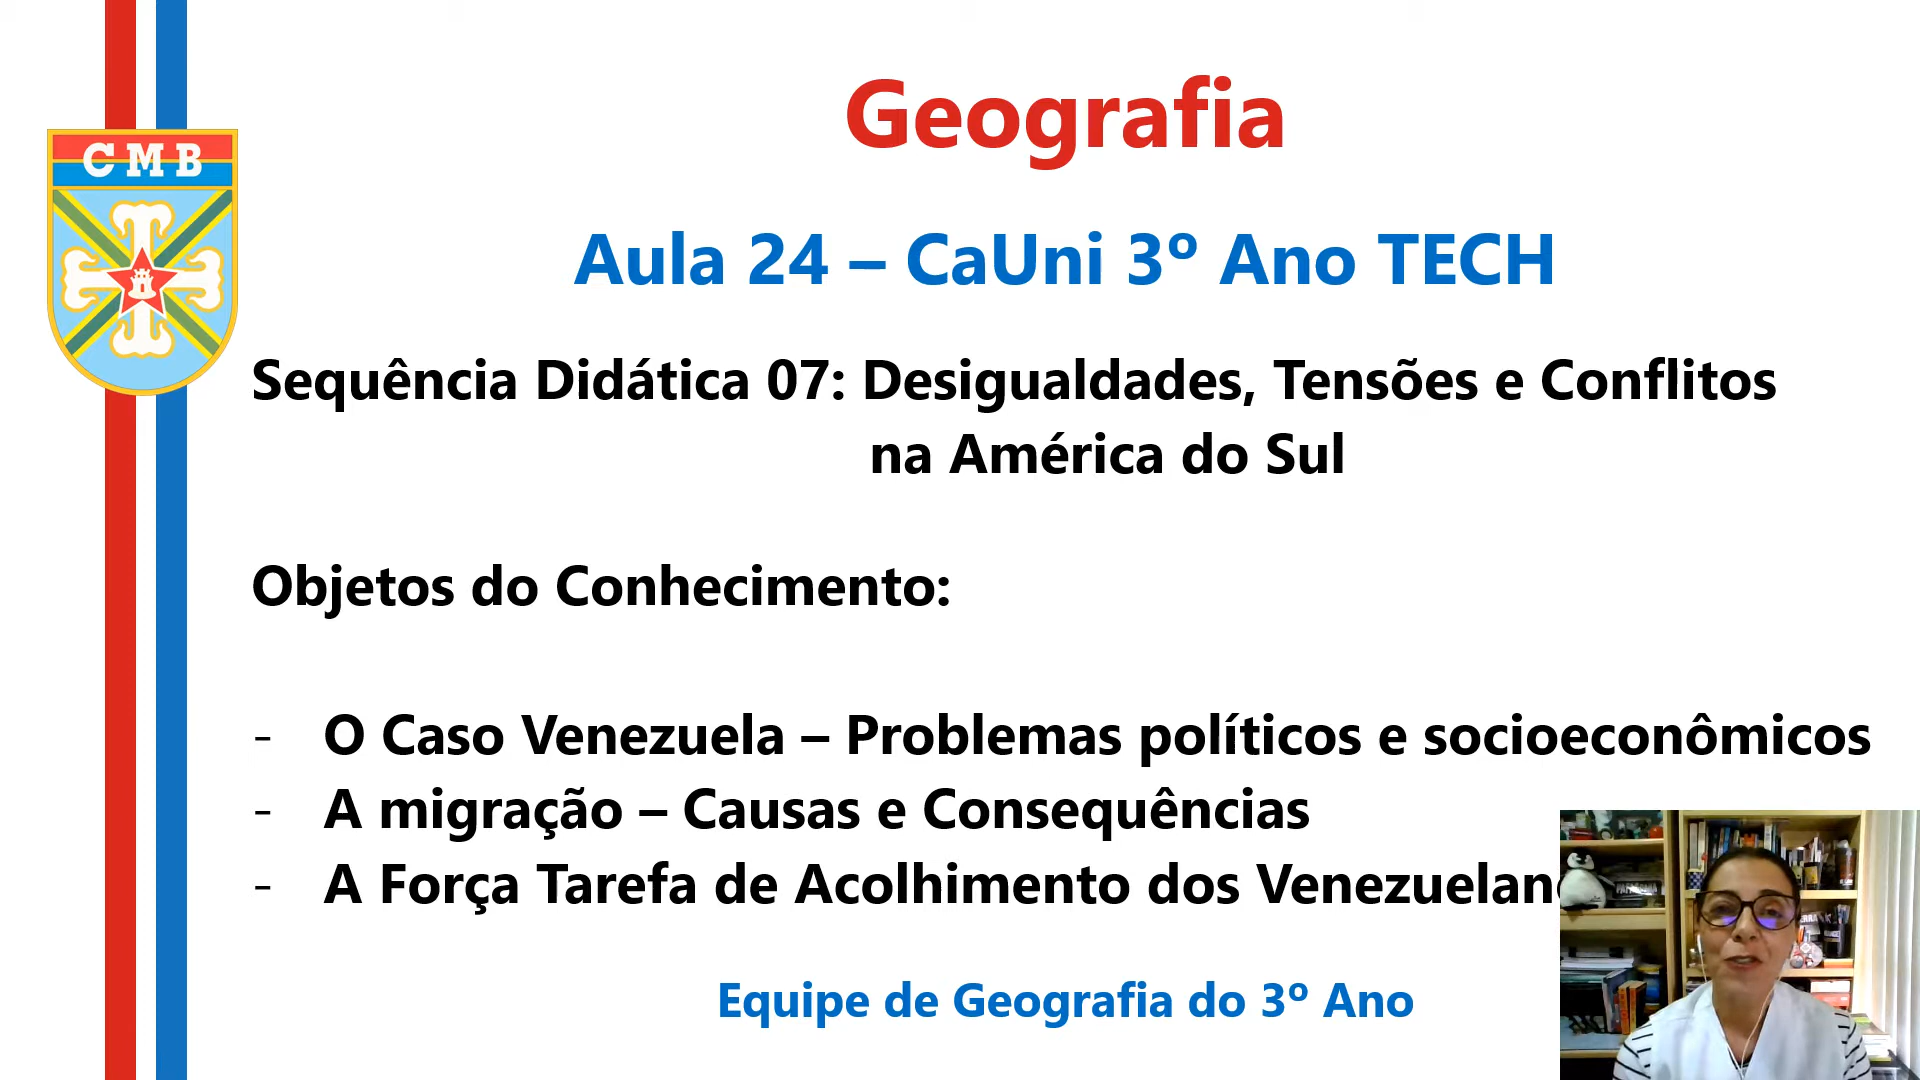 CMB
Geografia
Aula 24 – CaUni 3º Ano TECH
Sequência Didática 07: Desigualdades, Tensões e Conflitos
na América do Sul
Objetos do Conhecimento:
- O Caso Venezuela – Problemas políticos e socioeconômicos
- A migração – Causas e Consequências
- A Força Tarefa de Acolhimento dos
Equipe de Geografia do 3º Ano